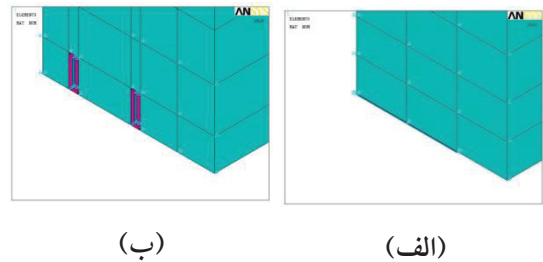 ELEMENTS
MAT NUM
AN
ELEMENTS
MAT NUM
AN
(الف)
(ب)